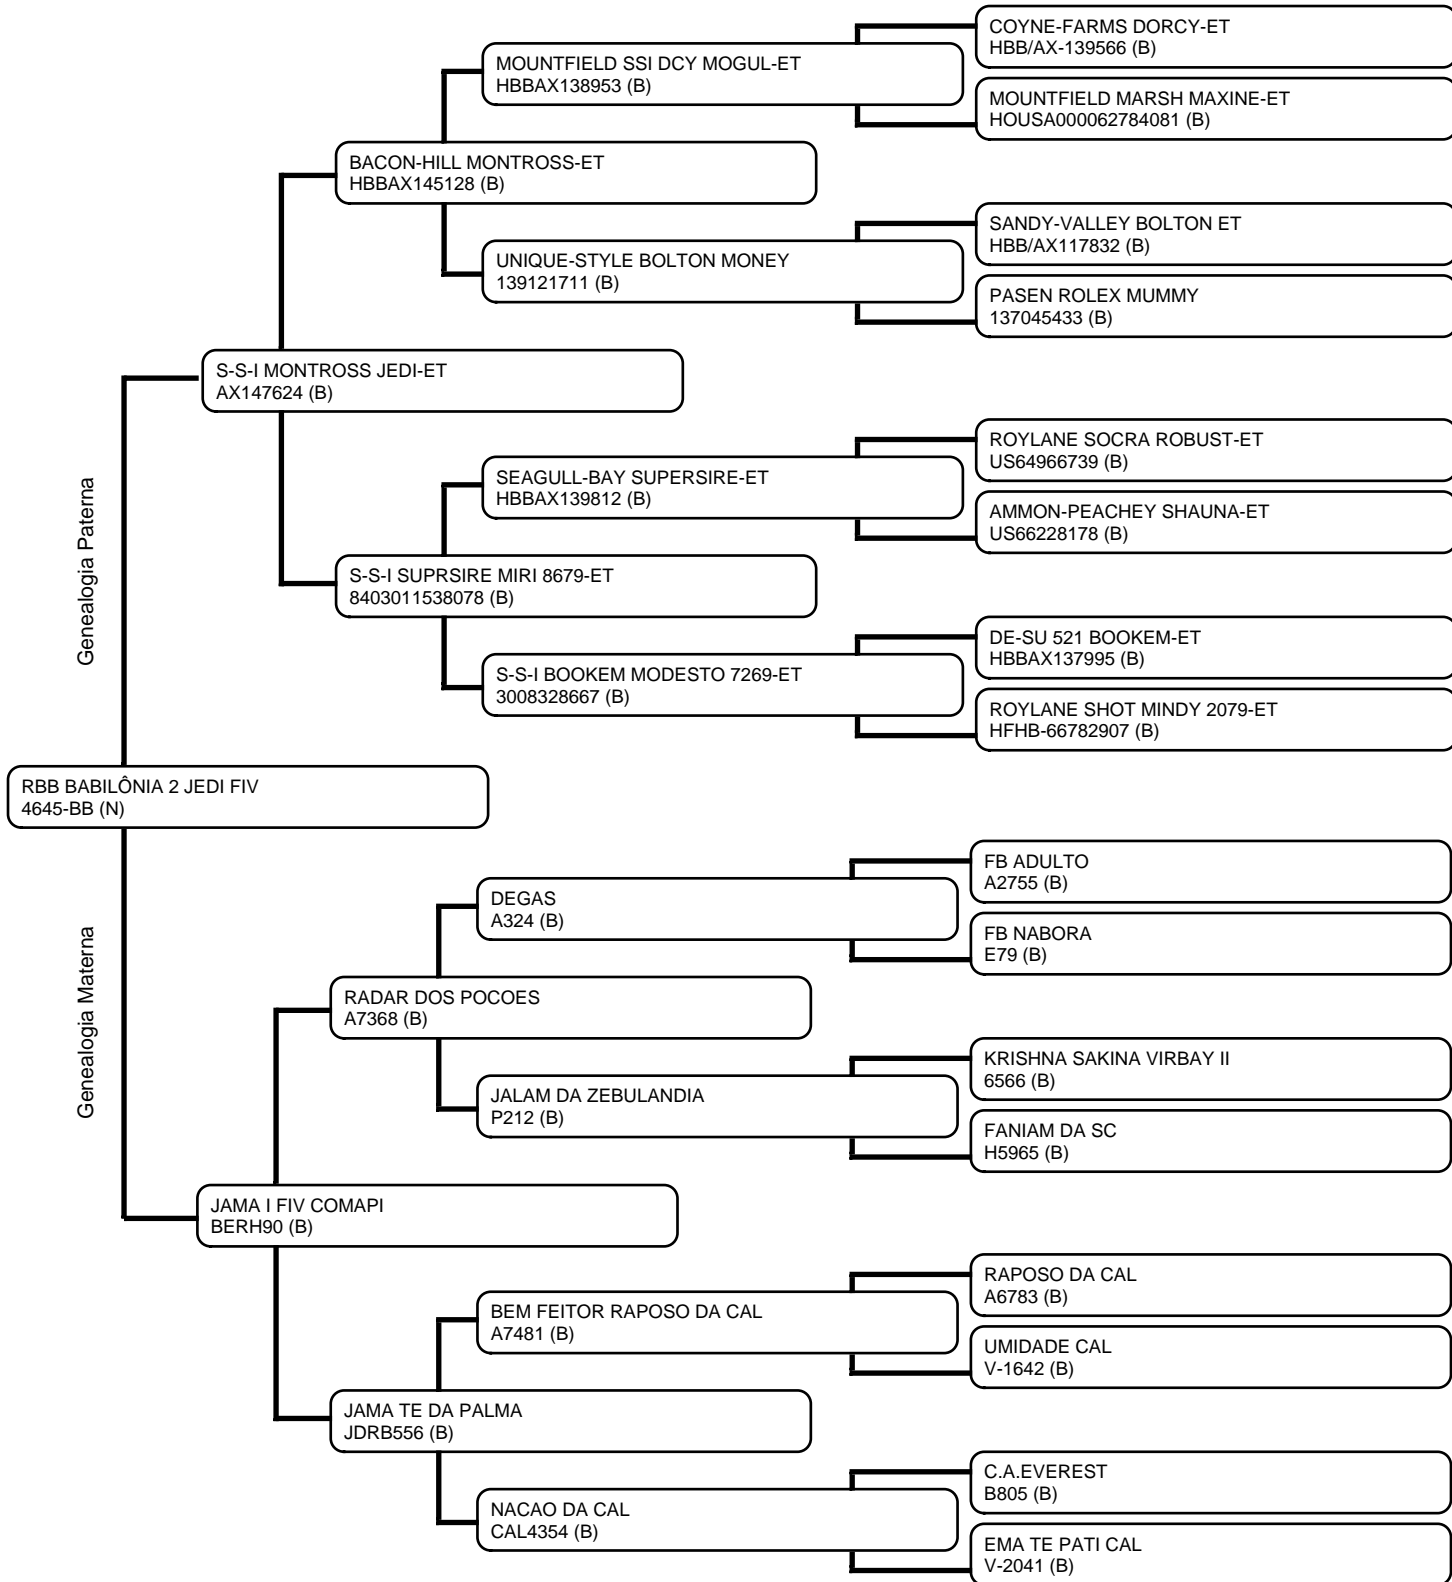 COYNE-FARMS DORCY-ET
HBB/AX-139566 (B)
MOUNTFIELD SSI DCY MOGUL-ET
HBBAX138953 (B)
MOUNTFIELD MARSH MAXINE-ET
HOUSA000062784081 (B)
BACON-HILL MONTROSS-ET
HBBAX145128 (B)
SANDY-VALLEY BOLTON ET
HBB/AX117832 (B)
UNIQUE-STYLE BOLTON MONEY
139121711 (B)
PASEN ROLEX MUMMY
137045433 (B)
S-S-I MONTROSS JEDI-ET
AX147624 (B)
ROYLANE SOCRA ROBUST-ET
US64966739 (B)
SEAGULL-BAY SUPERSIRE-ET
HBBAX139812 (B)
AMMON-PEACHEY SHAUNA-ET
US66228178 (B)
Genealogia Paterna
S-S-I SUPRSIRE MIRI 8679-ET
8403011538078 (B)
DE-SU 521 BOOKEM-ET
HBBAX137995 (B)
S-S-I BOOKEM MODESTO 7269-ET
3008328667 (B)
ROYLANE SHOT MINDY 2079-ET
HFHB-66782907 (B)
RBB BABILÔNIA 2 JEDI FIV
4645-BB (N)
FB ADULTO
A2755 (B)
DEGAS
A324 (B)
FB NABORA
E79 (B)
Genealogia Materna
RADAR DOS POCOES
A7368 (B)
KRISHNA SAKINA VIRBAY II
6566 (B)
JALAM DA ZEBULANDIA
P212 (B)
FANIAM DA SC
H5965 (B)
JAMA I FIV COMAPI
BERH90 (B)
RAPOSO DA CAL
A6783 (B)
BEM FEITOR RAPOSO DA CAL
A7481 (B)
UMIDADE CAL
V-1642 (B)
JAMA TE DA PALMA
JDRB556 (B)
C.A.EVEREST
B805 (B)
NACAO DA CAL
CAL4354 (B)
EMA TE PATI CAL
V-2041 (B)